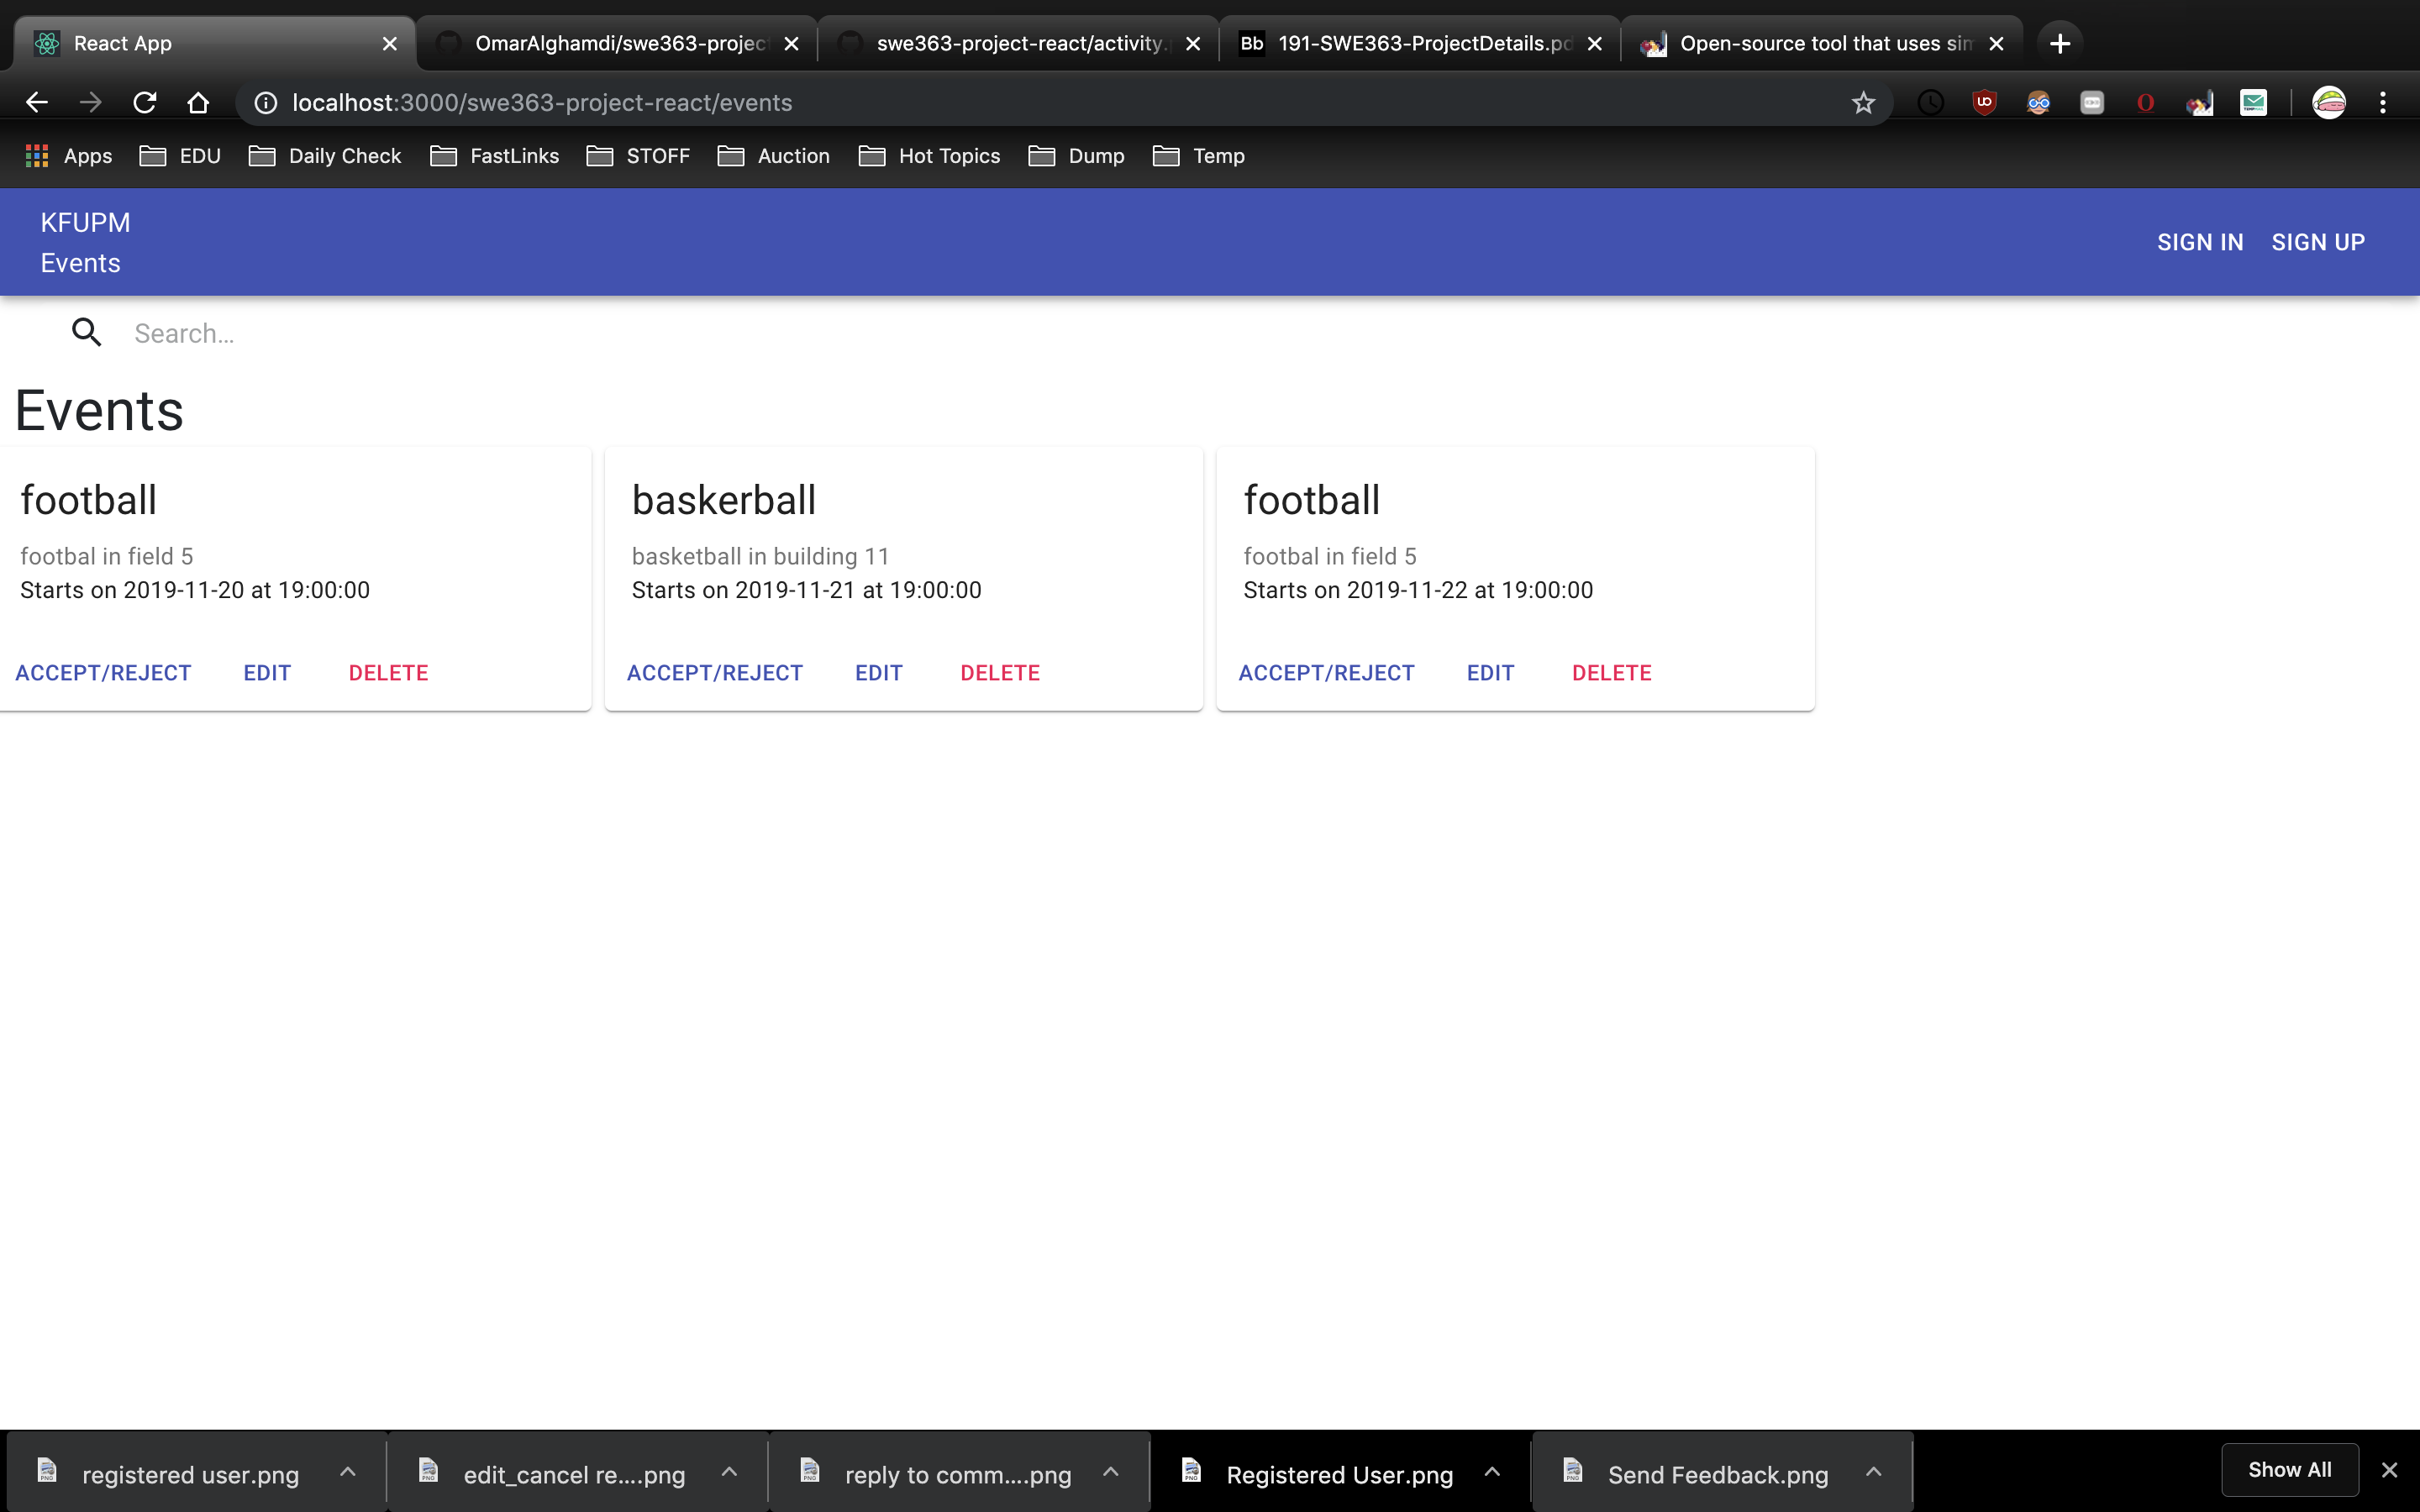 React App
OmarAlghamdi/swe363-projec
swe363-project-react/activity.
Bb 191-SWE363-ProjectDetails.pd
Open-source tool that uses sim
localhost:3000/swe363-project-react/events
Apps EDU Daily Check FastLinks STOFF Auction Hot Topics Dump Temp
KFUPM
Events
SIGN IN SIGN UP
Search...
Events
football
footbal in field 5
Starts on 2019-11-20 at 19:00:00
ACCEPT/REJECT EDIT DELETE
baskerball
basketball in building 11
Starts on 2019-11-21 at 19:00:00
ACCEPT/REJECT EDIT DELETE
football
footbal in field 5
Starts on 2019-11-22 at 19:00:00
ACCEPT/REJECT EDIT DELETE
registered user.png
edit_cancel re....png
reply to comm....png
Registered User.png
Send Feedback.png
Show All